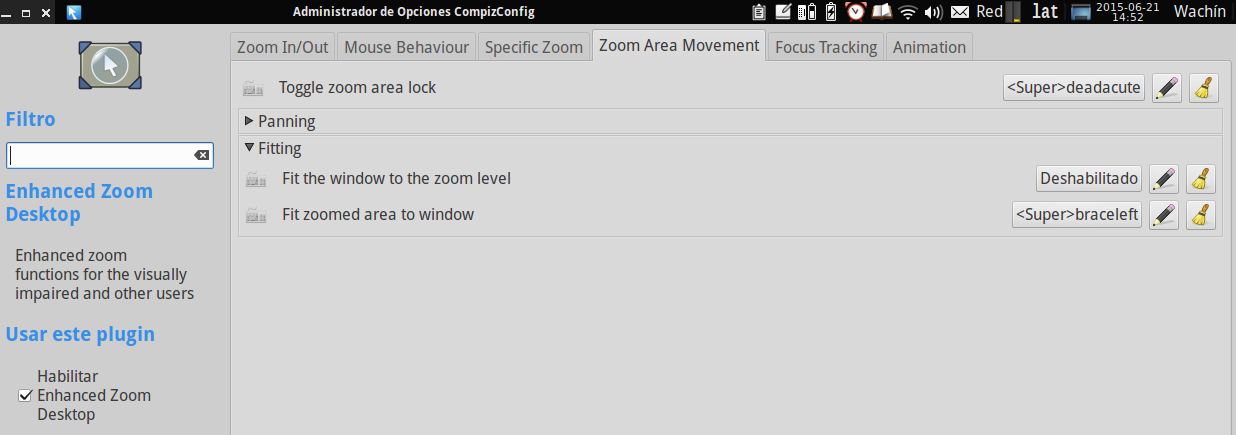 Administrador de Opciones CompizConfig
Red
lat
2015-06-21
14:52
Wachín
Filtro
Enhanced Zoom
Desktop
Enhanced zoom
functions for the visually
impaired and other users
Usar este plugin
Habilitar
Enhanced Zoom
Desktop
Zoom In/Out
Mouse Behaviour
Specific Zoom
Zoom Area Movement
Focus Tracking
Animation
Toggle zoom area lock
<Super>deadacute
Panning
Fitting
Fit the window to the zoom level
Deshabilitado
Fit zoomed area to window
<Super>braceleft